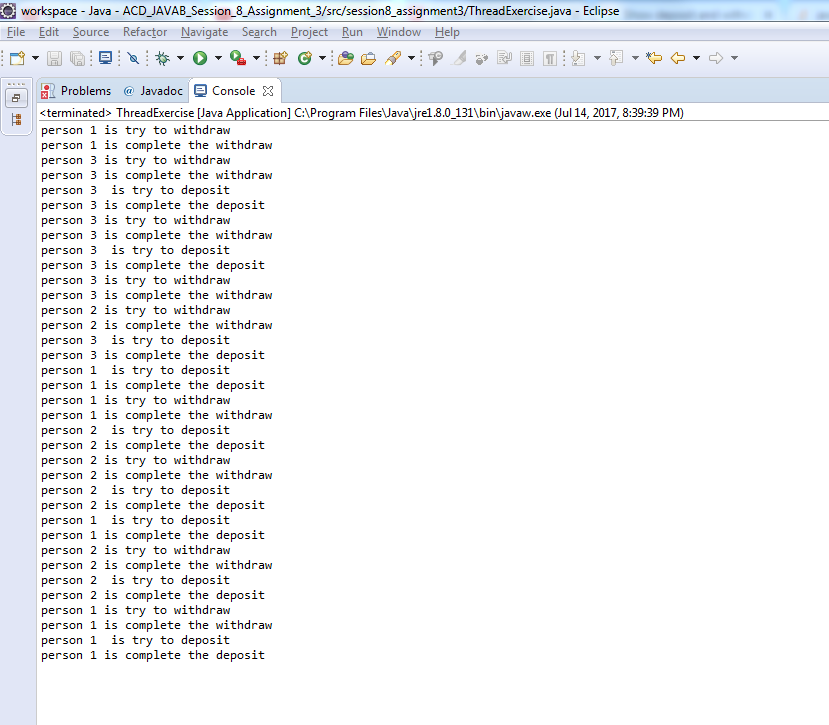 workspace - Java - ACD_JAVAB_Session_8_Assignment_3/src/session8_assignment3/ThreadExercise.java - Eclipse
File Edit Source Refactor Navigate Search Project Run Window Help
Problems @ Javadoc Console
<terminated> ThreadExercise [Java Application] C:\Program Files\Java\jre1.8.0_131\bin\javaw.exe (Jul 14, 2017, 8:39:39 PM)
person 1 is try to withdraw
person 1 is complete the withdraw
person 3 is try to withdraw
person 3 is complete the withdraw
person 3  is try to deposit
person 3 is complete the deposit
person 3 is try to withdraw
person 3 is complete the withdraw
person 3  is try to deposit
person 3 is complete the deposit
person 3 is try to withdraw
person 3 is complete the withdraw
person 2 is try to withdraw
person 2 is complete the withdraw
person 3  is try to deposit
person 3 is complete the deposit
person 1  is try to deposit
person 1 is complete the deposit
person 1 is try to withdraw
person 1 is complete the withdraw
person 2  is try to deposit
person 2 is complete the deposit
person 2 is try to withdraw
person 2 is complete the withdraw
person 2  is try to deposit
person 2 is complete the deposit
person 1  is try to deposit
person 1 is complete the deposit
person 2 is try to withdraw
person 2 is complete the withdraw
person 2  is try to deposit
person 2 is complete the deposit
person 1 is try to withdraw
person 1 is complete the withdraw
person 1  is try to deposit
person 1 is complete the deposit